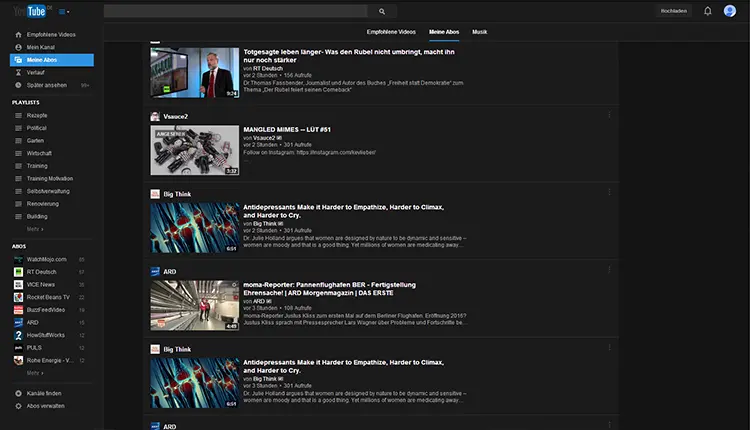 YouTube DE
Hochladen
Empfohlene Videos
Mein Kanal
Meine Abos
Verlauf
Später ansehen 99+
PLAYLISTS
Rezepte
Political
Garten
Wirtschaft
Training
Training Motivation
Selbstverwaltung
Renovierung
Building
Mehr
ABOS
WatchMojo.com
RT Deutsch
VICE News
Rocket Beans TV
BuzzFeedVideo
ARD 15
HowStuffWorks 12
PULS 12
Rohe Energie - V... 12
Mehr
Kanäle finden
Abos verwalten
Empfohlene Videos Meine Abos Musik
Totgesagte leben länger- Was den Rubel nicht umbringt, macht ihn
nur noch stärker
von RT Deutsch
vor 2 Stunden • 156 Aufrufe
Dr.Thomas Fassbender, Journalist und Autor des Buches „Freiheit statt Demokratie“ zum
Thema „Der Rubel feiert seinen Comeback“
9:24
Vsauce2
ANGESEHEN
MANGLED MIMES -- LÜT #51
von Vsauce2
vor 2 Stunden • 301 Aufrufe
Follow on Instagram: https://instagram.com/kevlieber/
...
3:32
Big Think
Antidepressants Make it Harder to Empathize, Harder to Climax,
and Harder to Cry.
von Big Think
vor 2 Stunden • 301 Aufrufe
Dr. Julie Holland argues that women are designed by nature to be dynamic and sensitive –
women are moody and that is a good thing. Yet millions of women are medicating away...
6:51
ARD
moma-Reporter: Pannenflughafen BER - Fertigstellung
Ehrensache! | ARD Morgenmagazin | DAS ERSTE
von ARD
vor 3 Stunden • 108 Aufrufe
moma-Reporter Justus Kliss zum ersten Mal auf dem Berliner Flughafen. Eröffnung 2016?
Justus Kliss sprach mit Pressesprecher Lars Wagner über Probleme und Fortschritte be...
4:49
Big Think
Antidepressants Make it Harder to Empathize, Harder to Climax,
and Harder to Cry.
von Big Think
vor 3 Stunden • 301 Aufrufe
Dr. Julie Holland argues that women are designed by nature to be dynamic and sensitive –
women are moody and that is a good thing. Yet millions of women are medicating away...
6:51
ARD